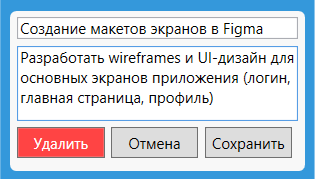 Создание макетов экранов в Figma
Разработать wireframes и UI-дизайн для
основных экранов приложения (логин,
главная страница, профиль)
Удалить Отмена Сохранить